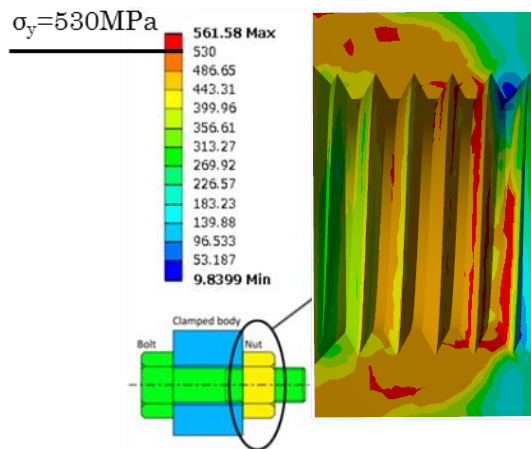 σy=530MPa
561.58 Max
530
486.65
443.31
399.96
356.61
313.27
269.92
226.57
183.23
139.88
96.533
53.187
9.8399 Min
Clamped body
Bolt
Nut